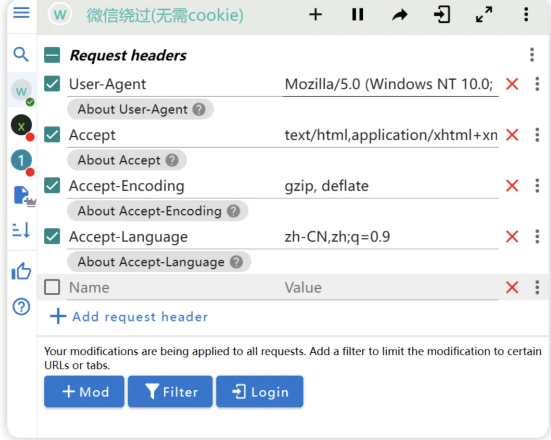 W 微信绕过(无需cookie)
Request headers
User-Agent Mozilla/5.0 (Windows NT 10.0;
About User-Agent ?
Accept text/html,application/xhtml+xm
About Accept ?
Accept-Encoding gzip, deflate
About Accept-Encoding ?
Accept-Language zh-CN,zh;q=0.9
About Accept-Language ?
Name Value
+ Add request header
Your modifications are being applied to all requests. Add a filter to limit the modification to certain
URLs or tabs.
+ Mod Filter Login
W
X
1